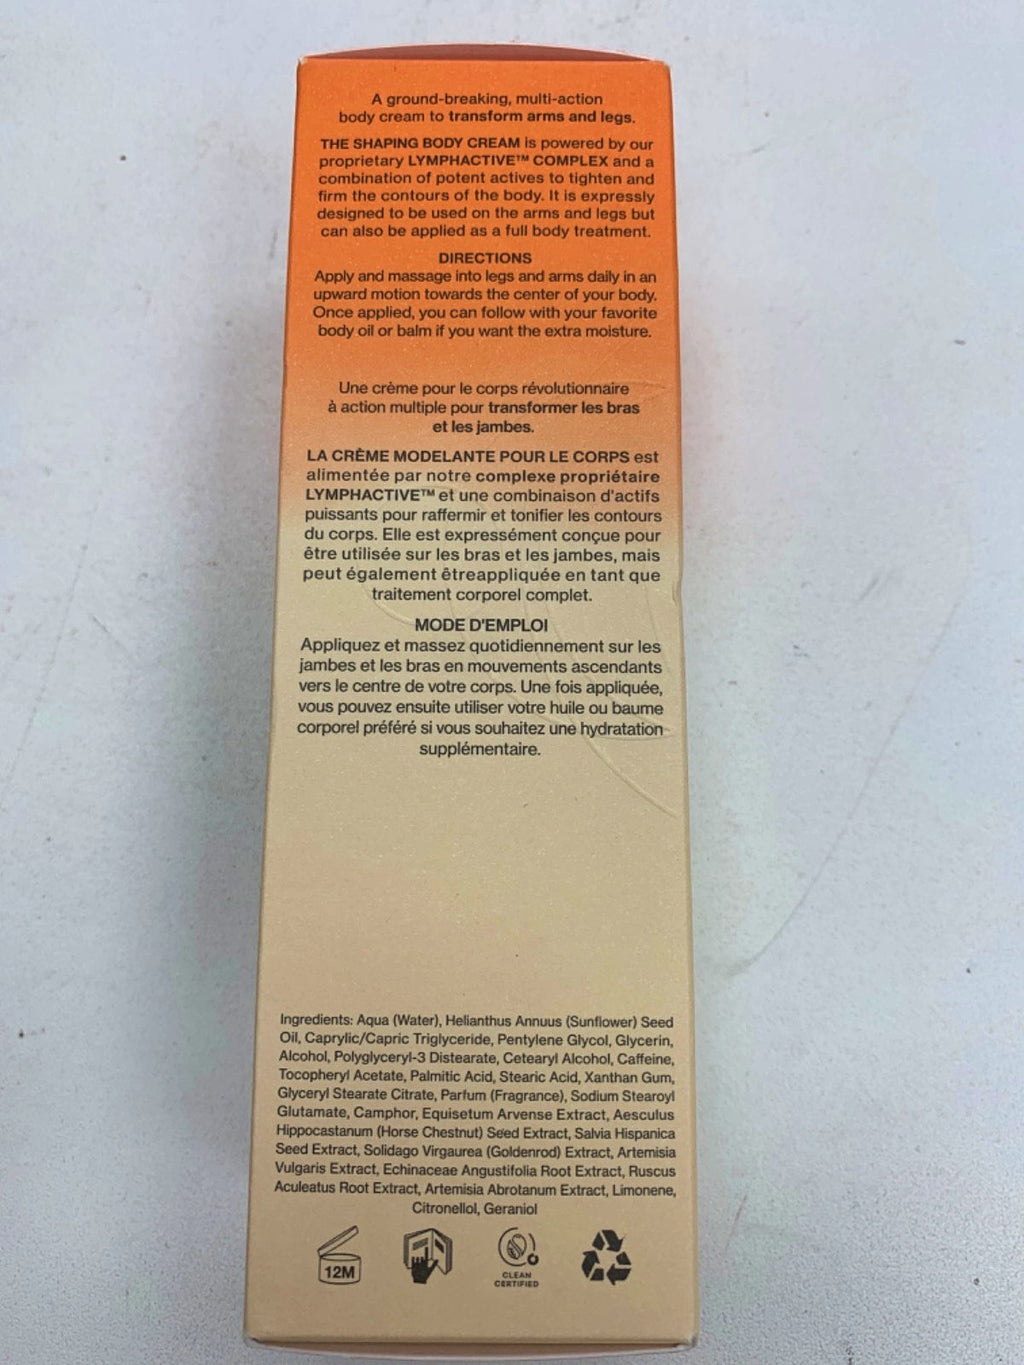 A ground-breaking, multi-action
body cream to transform arms and legs.
THE SHAPING BODY CREAM is powered by our
proprietary LYMPHACTIVE™ COMPLEX and a
combination of potent actives to tighten and
firm the contours of the body. It is expressly
designed to be used on the arms and legs but
can also be applied as a full body treatment.
DIRECTIONS
Apply and massage into legs and arms daily in an
upward motion towards the center of your body.
Once applied, you can follow with your favorite
body oil or balm if you want the extra moisture.
Une crème pour le corps révolutionnaire
à action multiple pour transformer les bras
et les jambes.
LA CRÈME MODELANTE POUR LE CORPS est
alimentée par notre complexe propriétaire
LYMPHACTIVE™ et une combinaison d'actifs
puissants pour raffermir et tonifier les contours
du corps. Elle est expressément conçue pour
être utilisée sur les bras et les jambes, mais
peut également êtreappliquée en tant que
traitement corporel complet.
MODE D'EMPLOI
Appliquez et massez quotidiennement sur les
jambes et les bras en mouvements ascendants
vers le centre de votre corps. Une fois appliquée,
vous pouvez ensuite utiliser votre huile ou baume
corporel préféré si vous souhaitez une hydratation
supplémentaire.
Ingredients: Aqua (Water), Helianthus Annuus (Sunflower) Seed
Oil, Caprylic/Capric Triglyceride, Pentylene Glycol, Glycerin,
Alcohol, Polyglyceryl-3 Distearate, Cetearyl Alcohol, Caffeine,
Tocopheryl Acetate, Palmitic Acid, Stearic Acid, Xanthan Gum,
Glyceryl Stearate Citrate, Parfum (Fragrance), Sodium Stearoyl
Glutamate, Camphor, Equisetum Arvense Extract, Aesculus
Hippocastanum (Horse Chestnut) Seed Extract, Salvia Hispanica
Seed Extract, Solidago Virgaurea (Goldenrod) Extract, Artemisia
Vulgaris Extract, Echinaceae Angustifolia Root Extract, Ruscus
Aculeatus Root Extract, Artemisia Abrotanum Extract, Limonene,
Citronellol, Geraniol
12M
CLEAN
CERTIFIED